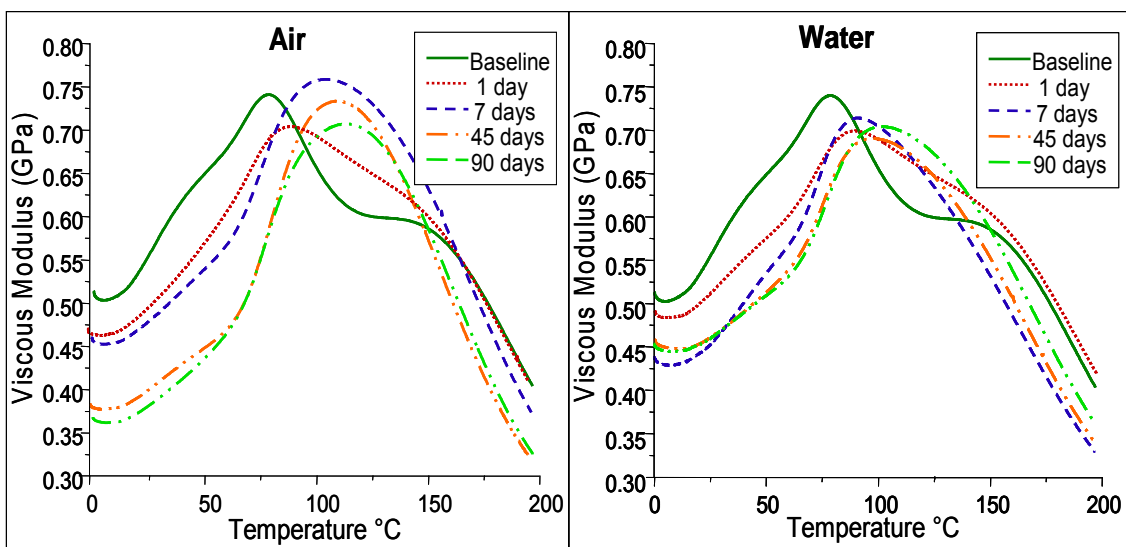 Air
Viscous Modulus (GPa)
0.80
0.75
0.70
0.65
0.60
0.55
0.50
0.45
0.40
0.35
0.30
0
50
100
150
200
Temperature °C
Baseline
1 day
7 days
45 days
90 days
Water
Viscous Modulus (GPa)
0.80
0.75
0.70
0.65
0.60
0.55
0.50
0.45
0.40
0.35
0.30
0
50
100
150
200
Temperature °C
Baseline
1 day
7 days
45 days
90 days